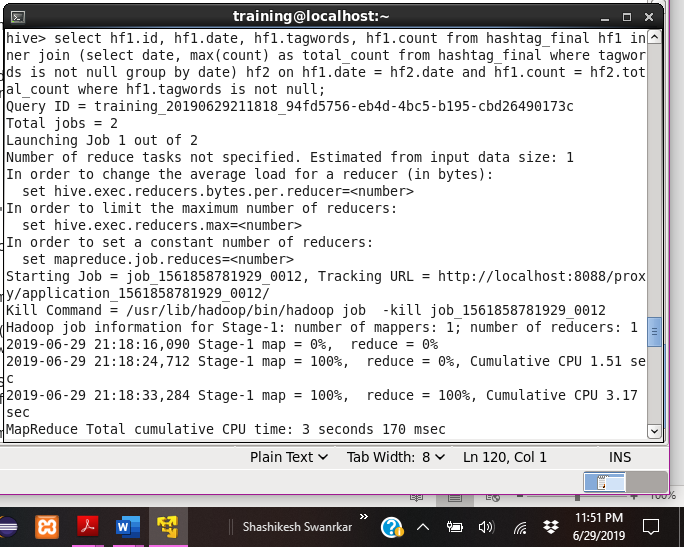 training@localhost:~
hive> select hf1.id, hf1.date, hf1.tagwords, hf1.count from hashtag_final hf1 in
ner join (select date, max(count) as total_count from hashtag_final where tagwor
ds is not null group by date) hf2 on hf1.date = hf2.date and hf1.count = hf2.tot
al_count where hf1.tagwords is not null;
Query ID = training_20190629211818_94fd5756-eb4d-4bc5-b195-cbd26490173c
Total jobs = 2
Launching Job 1 out of 2
Number of reduce tasks not specified. Estimated from input data size: 1
In order to change the average load for a reducer (in bytes):
  set hive.exec.reducers.bytes.per.reducer=<number>
In order to limit the maximum number of reducers:
  set hive.exec.reducers.max=<number>
In order to set a constant number of reducers:
  set mapreduce.job.reduces=<number>
Starting Job = job_1561858781929_0012, Tracking URL = http://localhost:8088/prox
y/application_1561858781929_0012/
Kill Command = /usr/lib/hadoop/bin/hadoop job  -kill job_1561858781929_0012
Hadoop job information for Stage-1: number of mappers: 1; number of reducers: 1
2019-06-29 21:18:16,090 Stage-1 map = 0%,  reduce = 0%
2019-06-29 21:18:24,712 Stage-1 map = 100%,  reduce = 0%, Cumulative CPU 1.51 se
c
2019-06-29 21:18:33,284 Stage-1 map = 100%,  reduce = 100%, Cumulative CPU 3.17
sec
MapReduce Total cumulative CPU time: 3 seconds 170 msec
Plain Text Tab Width: 8 Ln 120, Col 1 INS
100%
Shashikesh Swanrkar
11:51 PM
6/29/2019